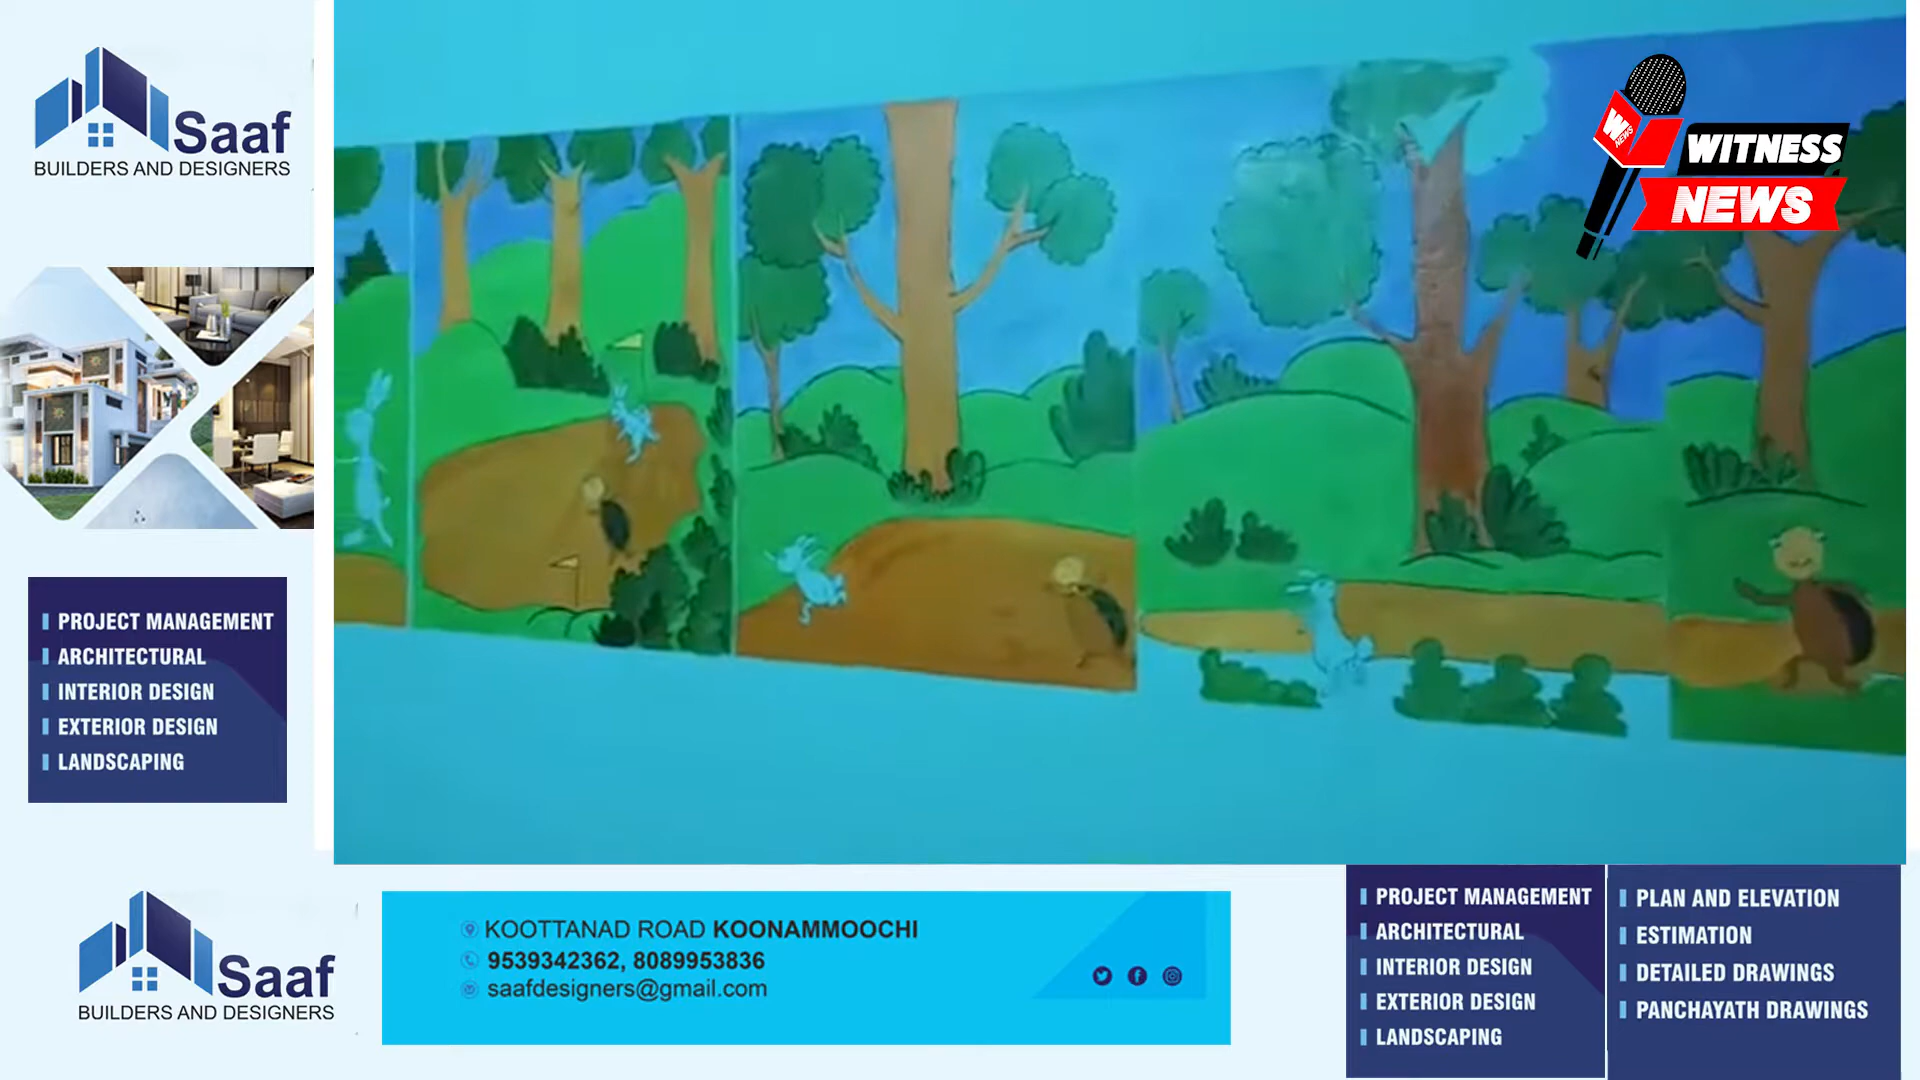 Saaf
BUILDERS AND DESIGNERS
PROJECT MANAGEMENT
ARCHITECTURAL
INTERIOR DESIGN
EXTERIOR DESIGN
LANDSCAPING
W NEWS
WITNESS
NEWS
Saaf
BUILDERS AND DESIGNERS
KOOTTANAD ROAD KOONAMMOOCHI
9539342362, 8089953836
saafdesigners@gmail.com
PROJECT MANAGEMENT
ARCHITECTURAL
INTERIOR DESIGN
EXTERIOR DESIGN
LANDSCAPING
PLAN AND ELEVATION
ESTIMATION
DETAILED DRAWINGS
PANCHAYATH DRAWINGS